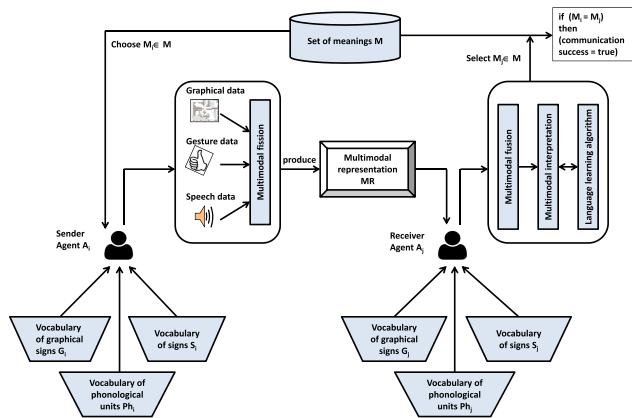 Choose Mᵢ∈ M
Set of meanings M
Select Mⱼ∈ M
if (Mᵢ = Mⱼ)
then
(communication
success = true)
Graphical data
Gesture data
Speech data
Multimodal fission
produce
Multimodal
representation
MR
Multimodal fusion
Multimodal interpretation
Language learning algorithm
Sender
Agent Aᵢ
Receiver
Agent Aⱼ
Vocabulary
of graphical
signs Gᵢ
Vocabulary
of signs Sᵢ
Vocabulary of
phonological
units Phᵢ
Vocabulary
of graphical
signs Gⱼ
Vocabulary
of signs Sⱼ
Vocabulary of
phonological
units Phⱼ